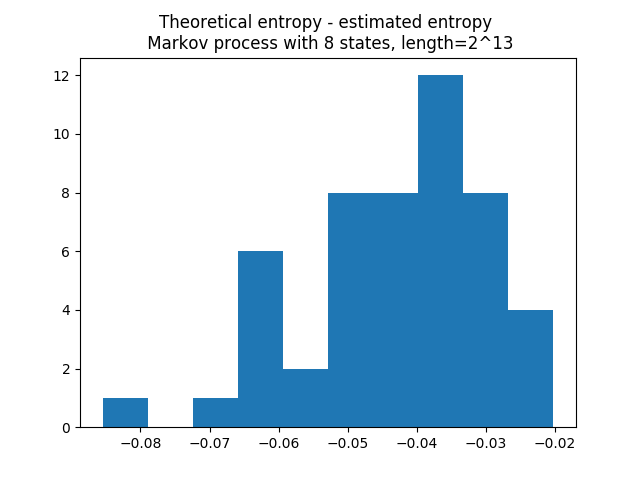 Theoretical entropy - estimated entropy
Markov process with 8 states, length=2^13
12
10
8
6
4
2
0
−0.08 −0.07 −0.06 −0.05 −0.04 −0.03 −0.02